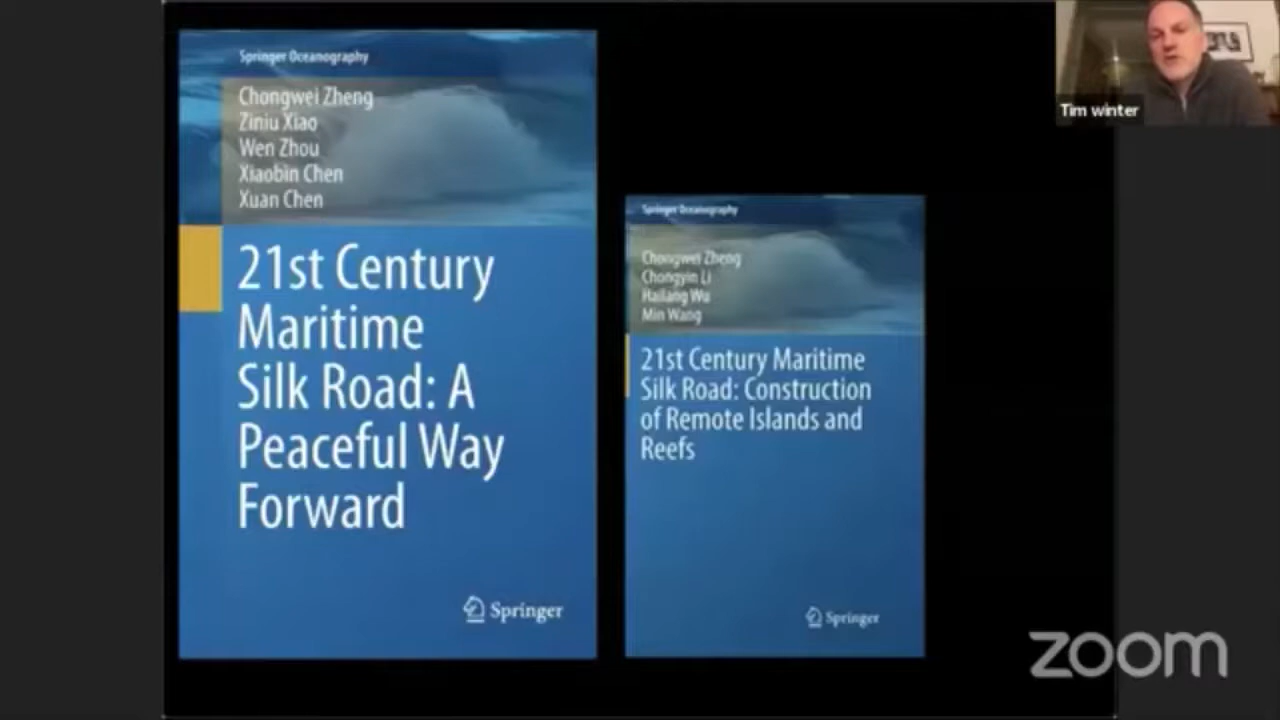 Springer Oceanography
Chongwei Zheng
Ziniu Xiao
Wen Zhou
Xiaobin Chen
Xuan Chen
21st Century
Maritime
Silk Road: A
Peaceful Way
Forward
Springer
Springer Oceanography
Chongwei Zheng
Chongyin Li
Hailang Wu
Min Wang
21st Century Maritime
Silk Road: Construction
of Remote Islands and
Reefs
Springer
Tim winter
zoom